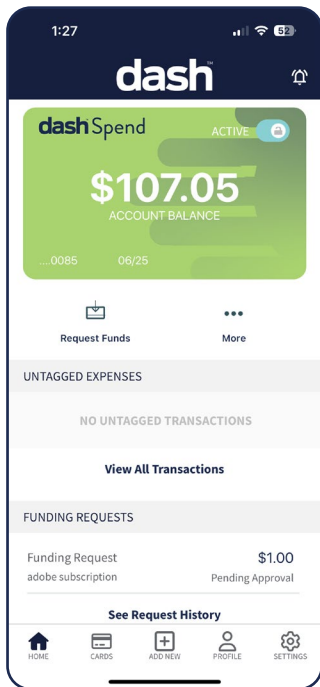 1:27
52
dash™
dash Spend
ACTIVE
$107.05
ACCOUNT BALANCE
....0085 06/25
Request Funds
More
UNTAGGED EXPENSES
NO UNTAGGED TRANSACTIONS
View All Transactions
FUNDING REQUESTS
Funding Request $1.00
adobe subscription Pending Approval
See Request History
HOME CARDS ADD NEW PROFILE SETTINGS